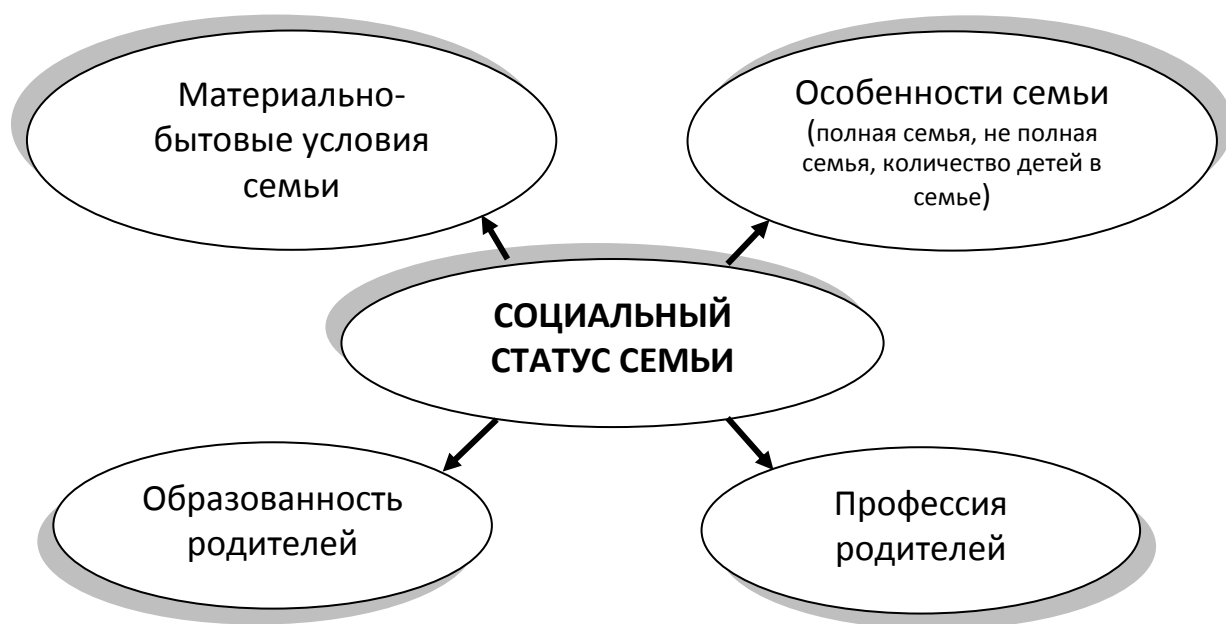 Материально-
бытовые условия
семьи
Особенности семьи
(полная семья, не полная
семья, количество детей в
семье)
СОЦИАЛЬНЫЙ
СТАТУС СЕМЬИ
Образованность
родителей
Профессия
родителей